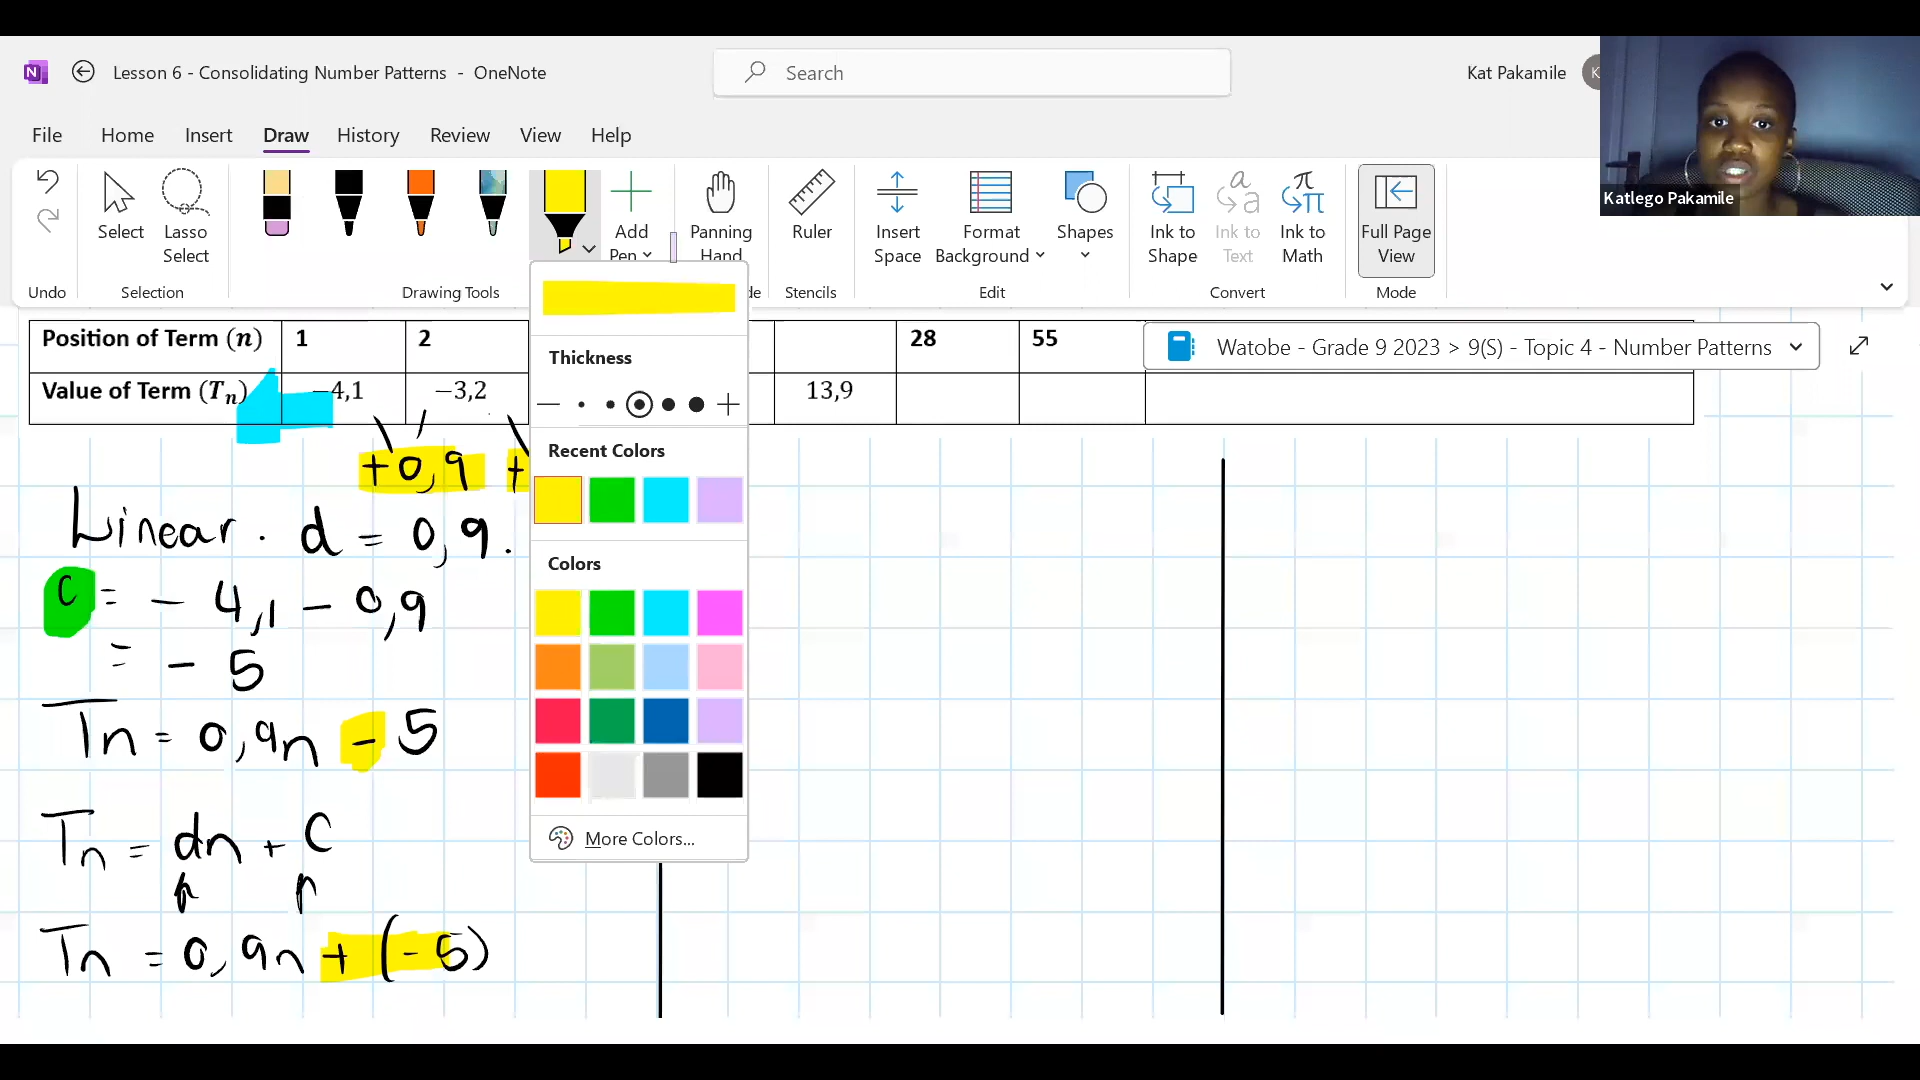 Lesson 6 - Consolidating Number Patterns - OneNote
Search
Kat Pakamile
K
Katlego Pakamile
File Home Insert Draw History Review View Help
Undo
Select
Lasso Select
Selection
Drawing Tools
Add Pen
Panning Hand
de
Ruler
Stencils
Insert Space
Format Background
Shapes
Edit
Ink to Shape
Ink to Text
Ink to Math
Convert
Full Page View
Mode
Watobe - Grade 9 2023 > 9(S) - Topic 4 - Number Patterns
Position of Term (n) 1 2 28 55
Value of Term (Tn) −4,1 −3,2 13,9
+0,9 +
Linear. d = 0,9.
C = - 4,1 - 0,9
= - 5
Tn = 0,9n - 5
Tn = dn + C
Tn = 0,9n + (-5)
Thickness
Recent Colors
Colors
More Colors...